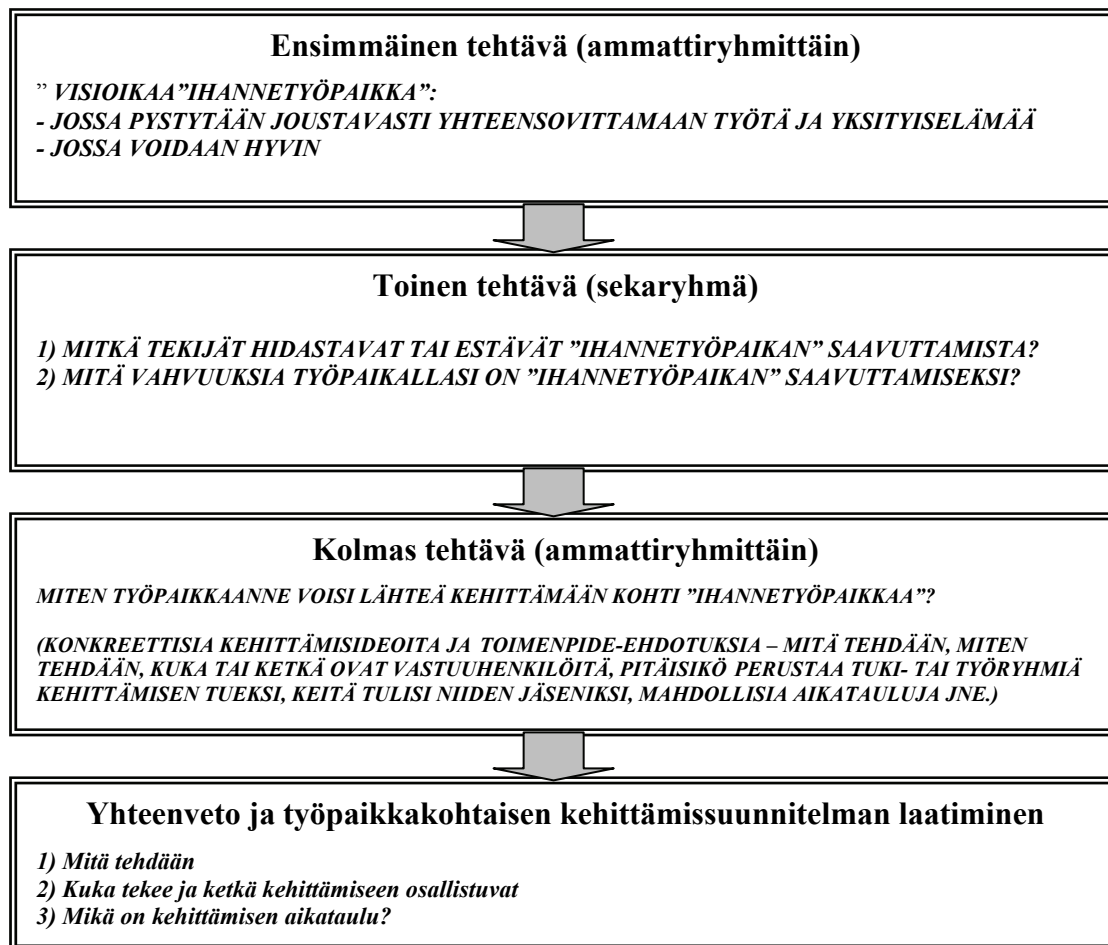 Ensimmäinen tehtävä (ammattiryhmittäin)
” VISIOIKAA”IHANNETYÖPAIKKA”:
- JOSSA PYSTYTÄÄN JOUSTAVASTI YHTEENSOVITTAMAAN TYÖTÄ JA YKSITYISELÄMÄÄ
- JOSSA VOIDAAN HYVIN
Toinen tehtävä (sekaryhmä)
1) MITKÄ TEKIJÄT HIDASTAVAT TAI ESTÄVÄT ”IHANNETYÖPAIKAN” SAAVUTTAMISTA?
2) MITÄ VAHVUUKSIA TYÖPAIKALLASI ON ”IHANNETYÖPAIKAN” SAAVUTTAMISEKSI?
Kolmas tehtävä (ammattiryhmittäin)
MITEN TYÖPAIKKAANNE VOISI LÄHTEÄ KEHITTÄMÄÄN KOHTI ”IHANNETYÖPAIKKAA”?
(KONKREETTISIA KEHITTÄMISIDEOITA JA TOIMENPIDE-EHDOTUKSIA – MITÄ TEHDÄÄN, MITEN
TEHDÄÄN, KUKA TAI KETKÄ OVAT VASTUUHENKILÖITÄ, PITÄISIKÖ PERUSTAA TUKI- TAI TYÖRYHMIÄ
KEHITTÄMISEN TUEKSI, KEITÄ TULISI NIIDEN JÄSENIKSI, MAHDOLLISIA AIKATAULUJA JNE.)
Yhteenveto ja työpaikkakohtaisen kehittämissuunnitelman laatiminen
1) Mitä tehdään
2) Kuka tekee ja ketkä kehittämiseen osallistuvat
3) Mikä on kehittämisen aikataulu?